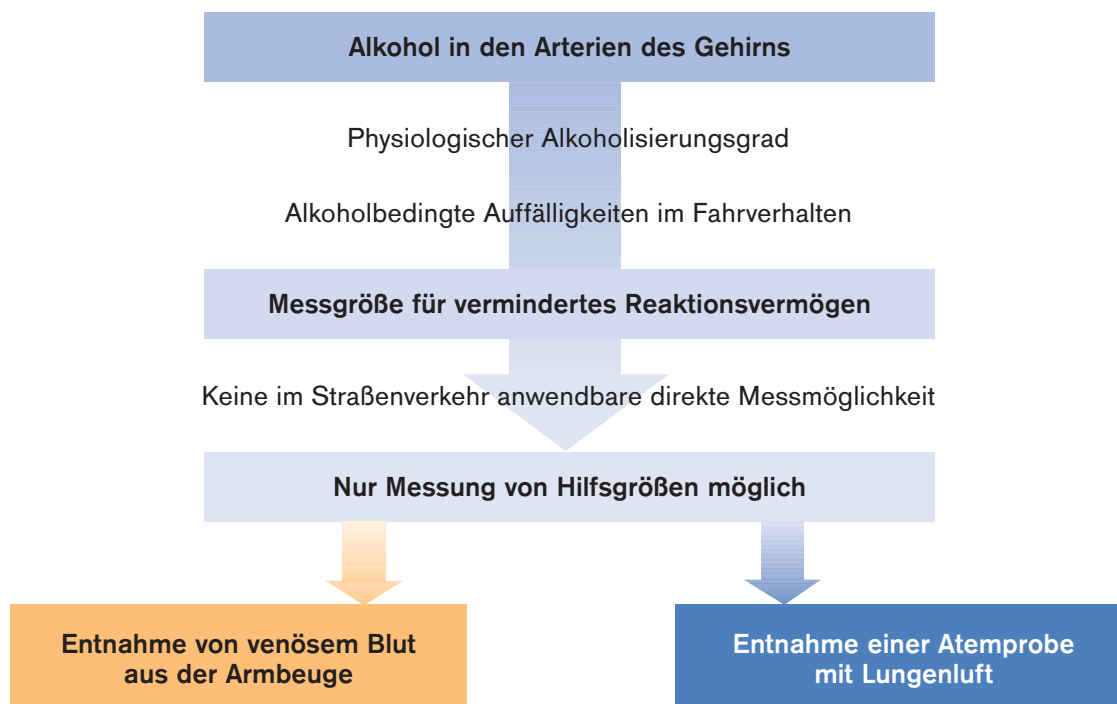 Alkohol in den Arterien des Gehirns
Physiologischer Alkoholisierungsgrad
Alkoholbedingte Auffälligkeiten im Fahrverhalten
Messgröße für vermindertes Reaktionsvermögen
Keine im Straßenverkehr anwendbare direkte Messmöglichkeit
Nur Messung von Hilfsgrößen möglich
Entnahme von venösem Blut
aus der Armbeuge
Entnahme einer Atemprobe
mit Lungenluft